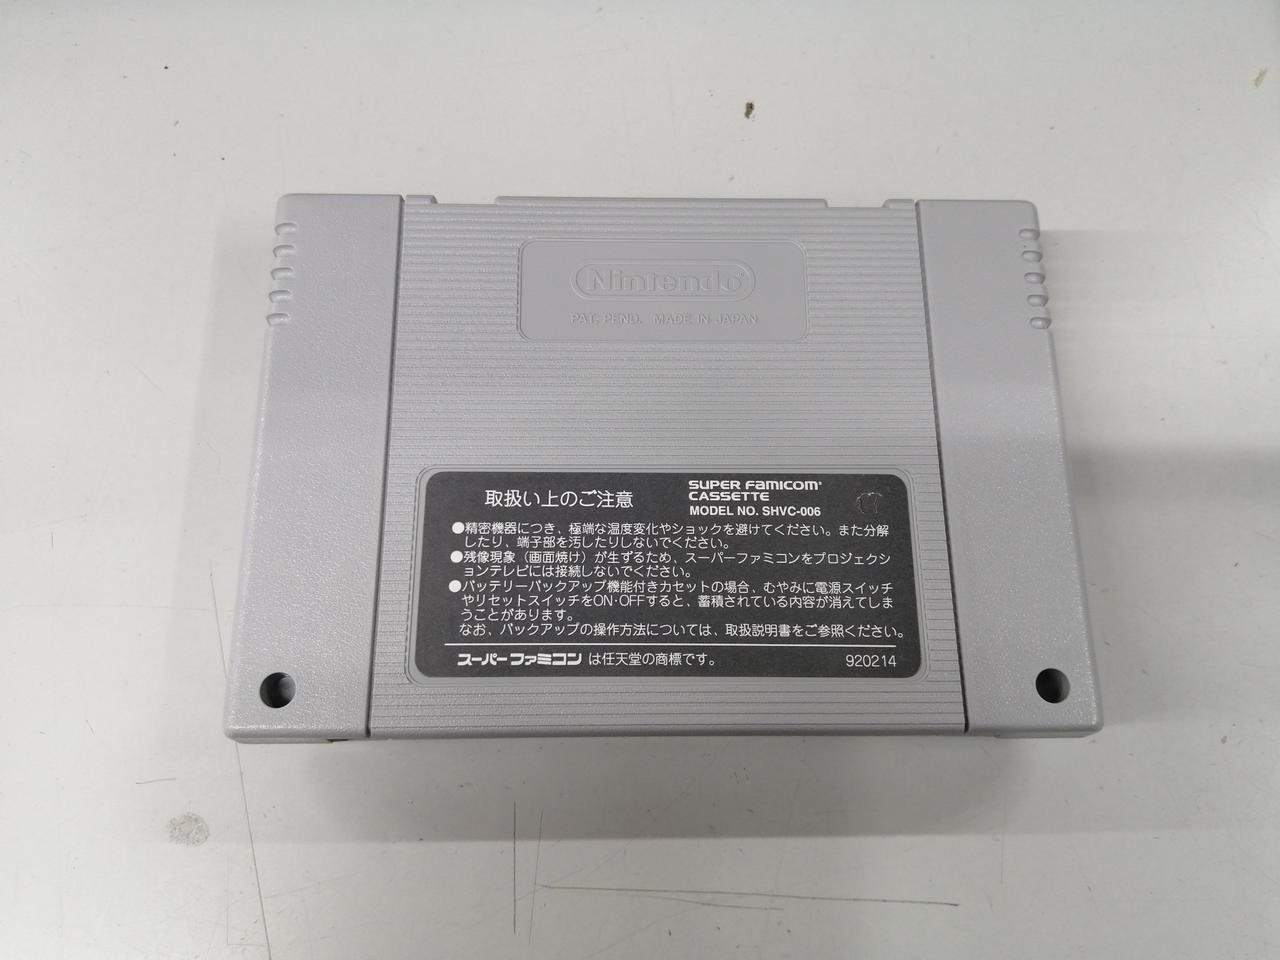 Nintendo®
PAT. PEND. MADE IN JAPAN
取扱い上のご注意
SUPER FAMICOM®
CASSETTE
MODEL NO. SHVC-006
●精密機器につき、極端な温度変化やショックを避けてください。また分解
したり、端子部を汚したりしないでください。
●残像現象(画面焼け)が生ずるため、スーパーファミコンをプロジェクシ
ョンテレビには接続しないでください。
●バッテリーバックアップ機能付きカセットの場合、むやみに電源スイッチ
やリセットスイッチをON・OFFすると、蓄積されている内容が消えてしま
うことがあります。
なお、バックアップの操作方法については、取扱説明書をご参照ください。
スーパーファミコン は任天堂の商標です。
920214